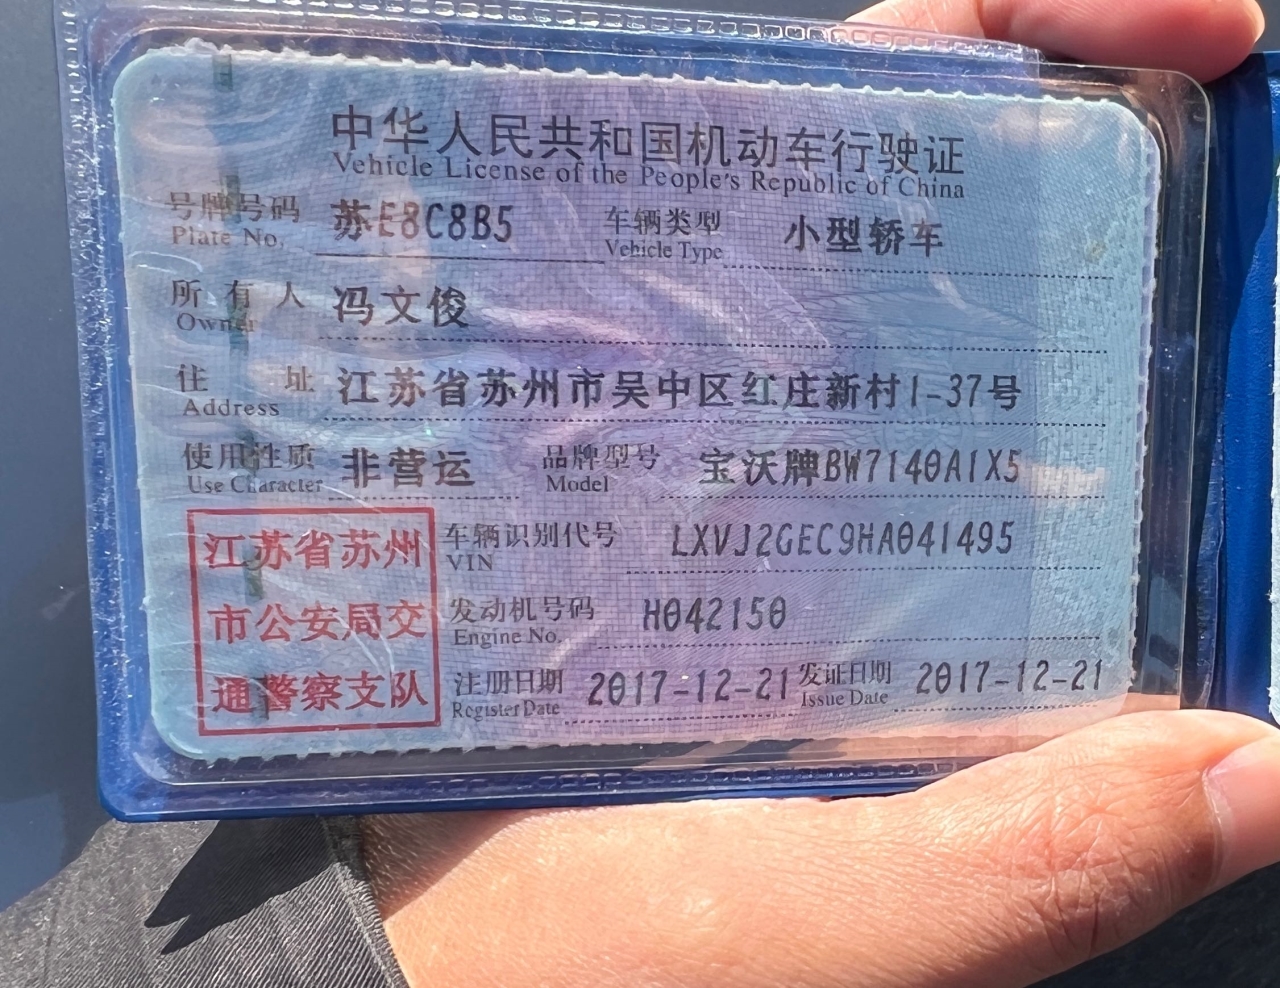 中华人民共和国机动车行驶证
Vehicle License of the People's Republic of China
号牌号码 苏E8C8B5 车辆类型 小型轿车
Plate No. Vehicle Type
所有人 冯文俊
Owner
住址 江苏省苏州市吴中区红庄新村1-37号
Address
使用性质 非营运 品牌型号 宝沃牌BW7140A1X5
Use Character Model
江苏省苏州
市公安局交
通警察支队
车辆识别代号 LXVJ2GEC9HA041495
VIN
发动机号码 H042150
Engine No.
注册日期 2017-12-21 发证日期 2017-12-21
Register Date Issue Date